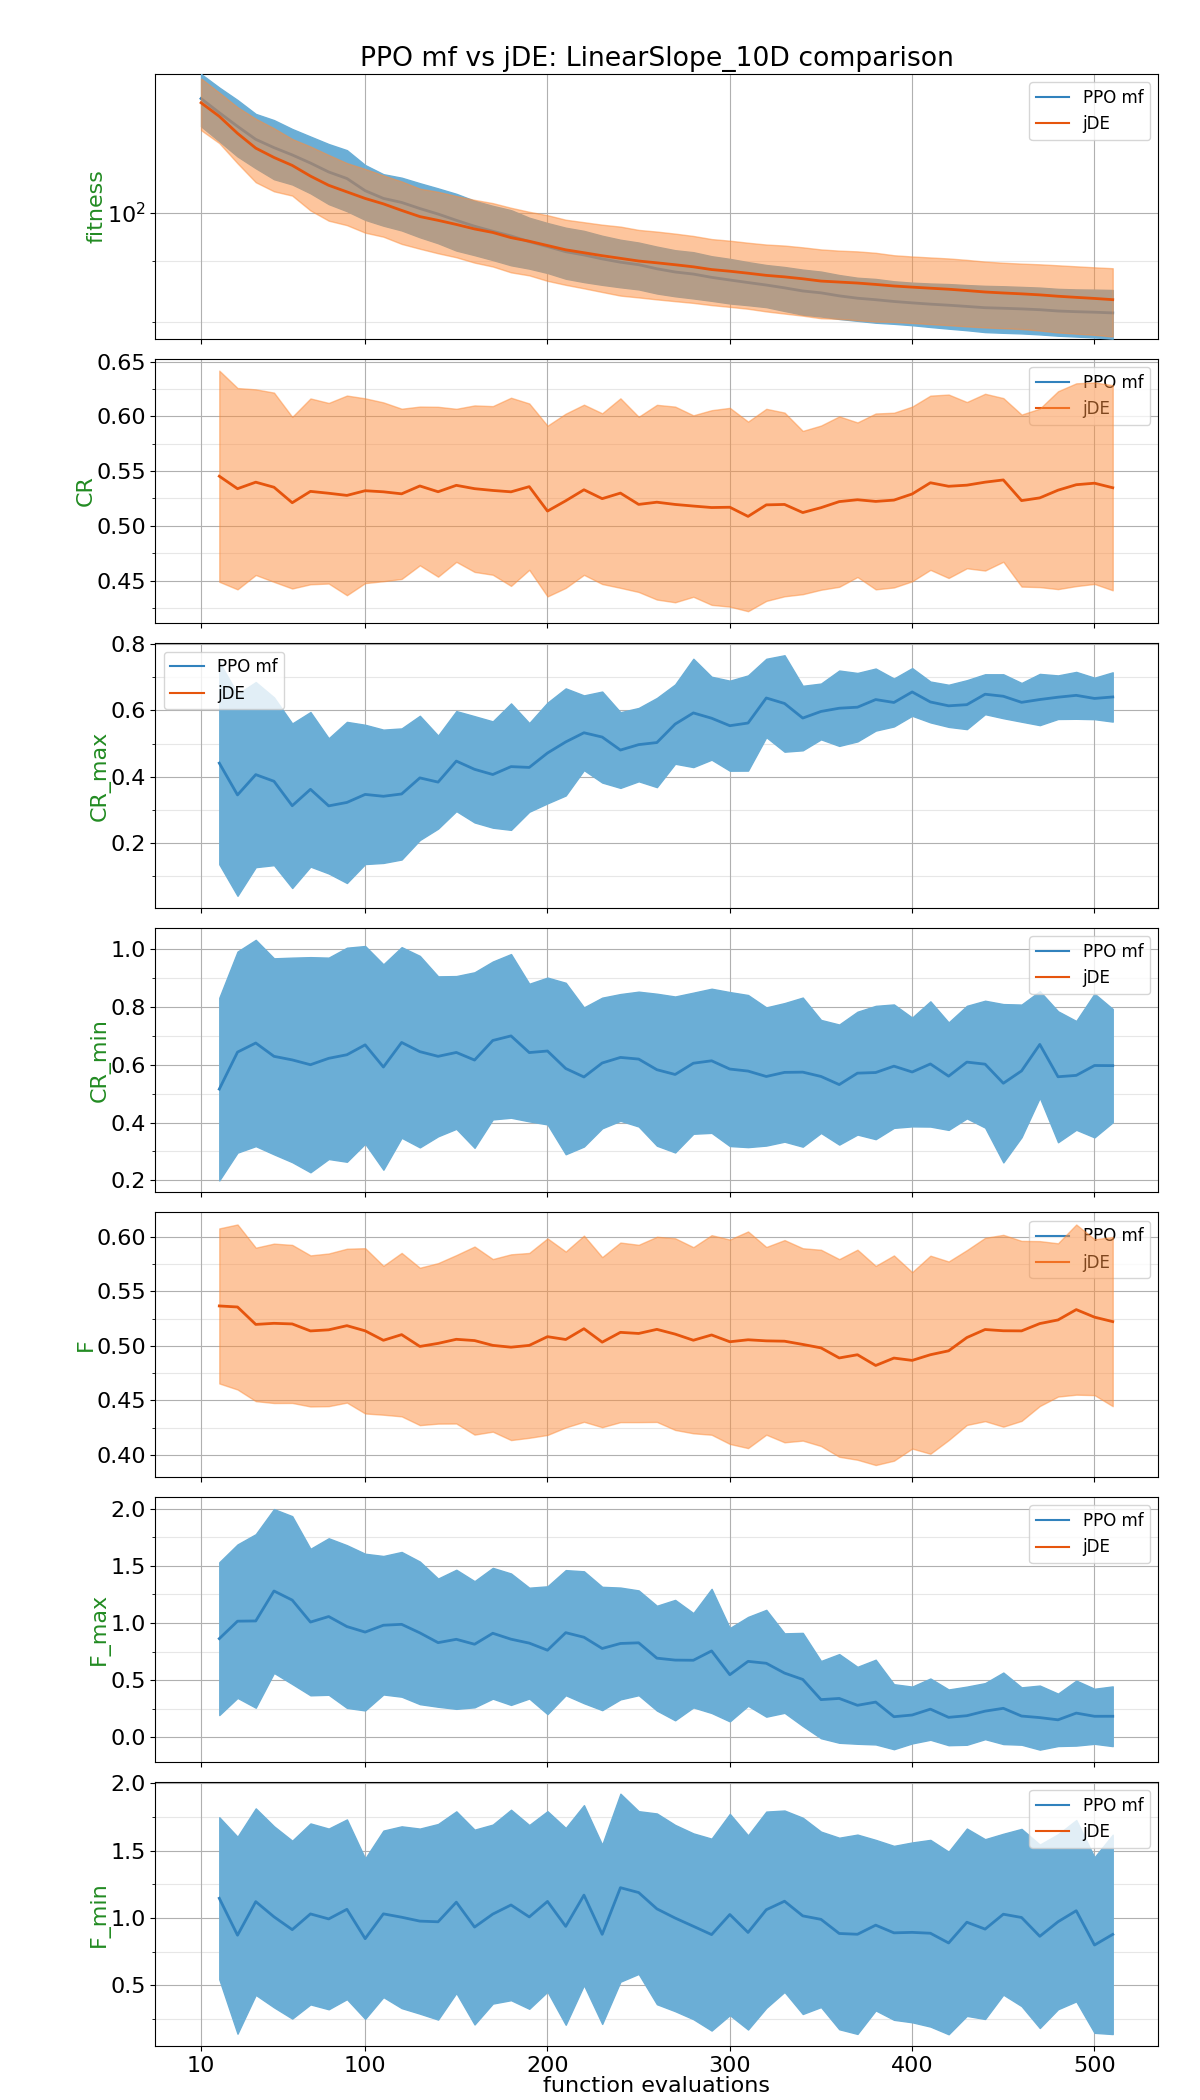 PPO mf vs jDE: LinearSlope_10D comparison
fitness
10²
PPO mf
jDE
CR
0.65
0.60
0.55
0.50
0.45
PPO mf
jDE
CR_max
0.8
0.6
0.4
0.2
PPO mf
jDE
CR_min
1.0
0.8
0.6
0.4
0.2
PPO mf
jDE
F
0.60
0.55
0.50
0.45
0.40
PPO mf
jDE
F_max
2.0
1.5
1.0
0.5
0.0
PPO mf
jDE
F_min
2.0
1.5
1.0
0.5
PPO mf
jDE
10 100 200 300 400 500
function evaluations